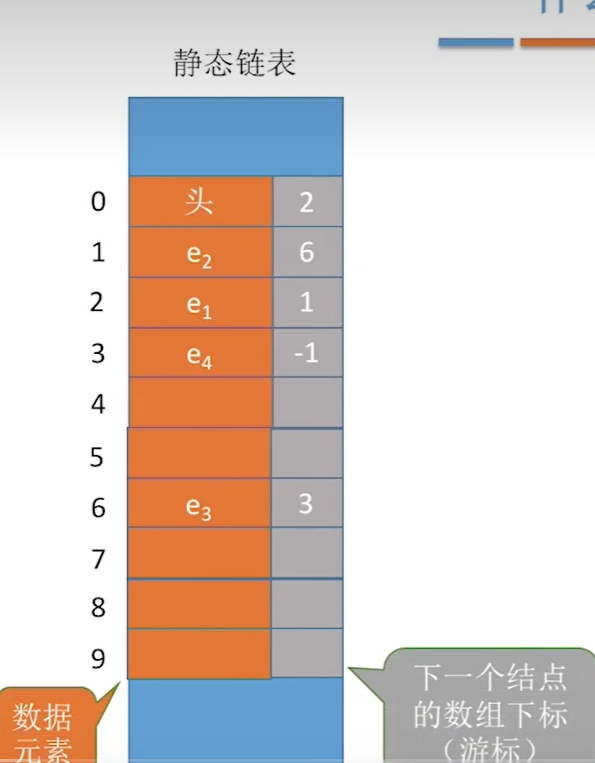 静态链表
0 头 2
1 e₂ 6
2 e₁ 1
3 e₄ -1
4
5
6 e₃ 3
7
8
9
数据
元素
下一个结点
的数组下标
（游标）